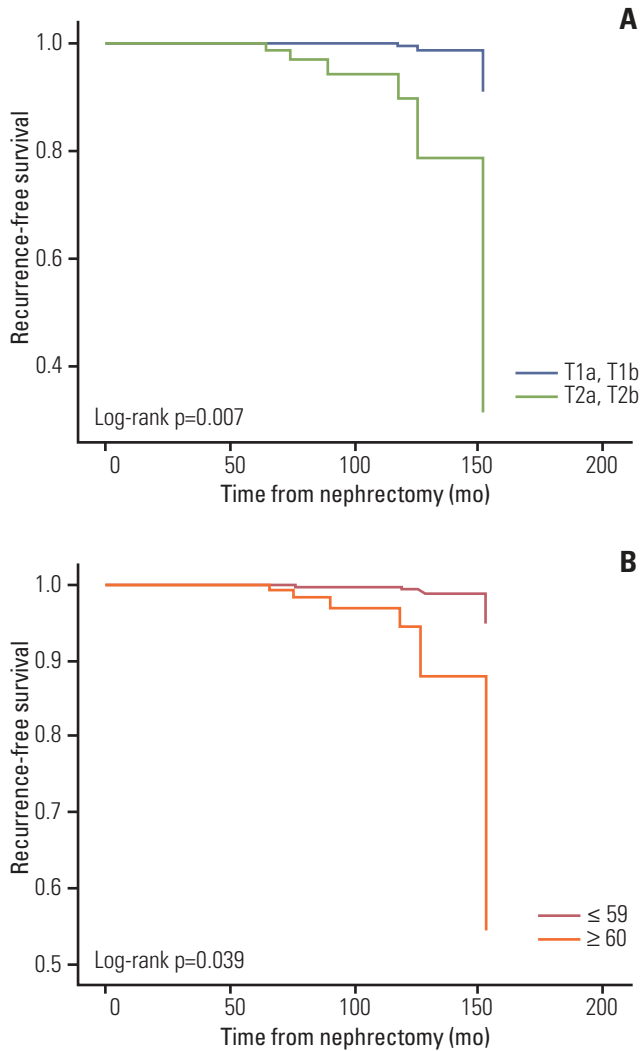 A
1.0
0.8
0.6
0.4
Recurrence-free survival
T1a, T1b
T2a, T2b
Log-rank p=0.007
0 50 100 150 200
Time from nephrectomy (mo)
B
1.0
0.9
0.8
0.7
0.6
0.5
Recurrence-free survival
≤ 59
≥ 60
Log-rank p=0.039
0 50 100 150 200
Time from nephrectomy (mo)